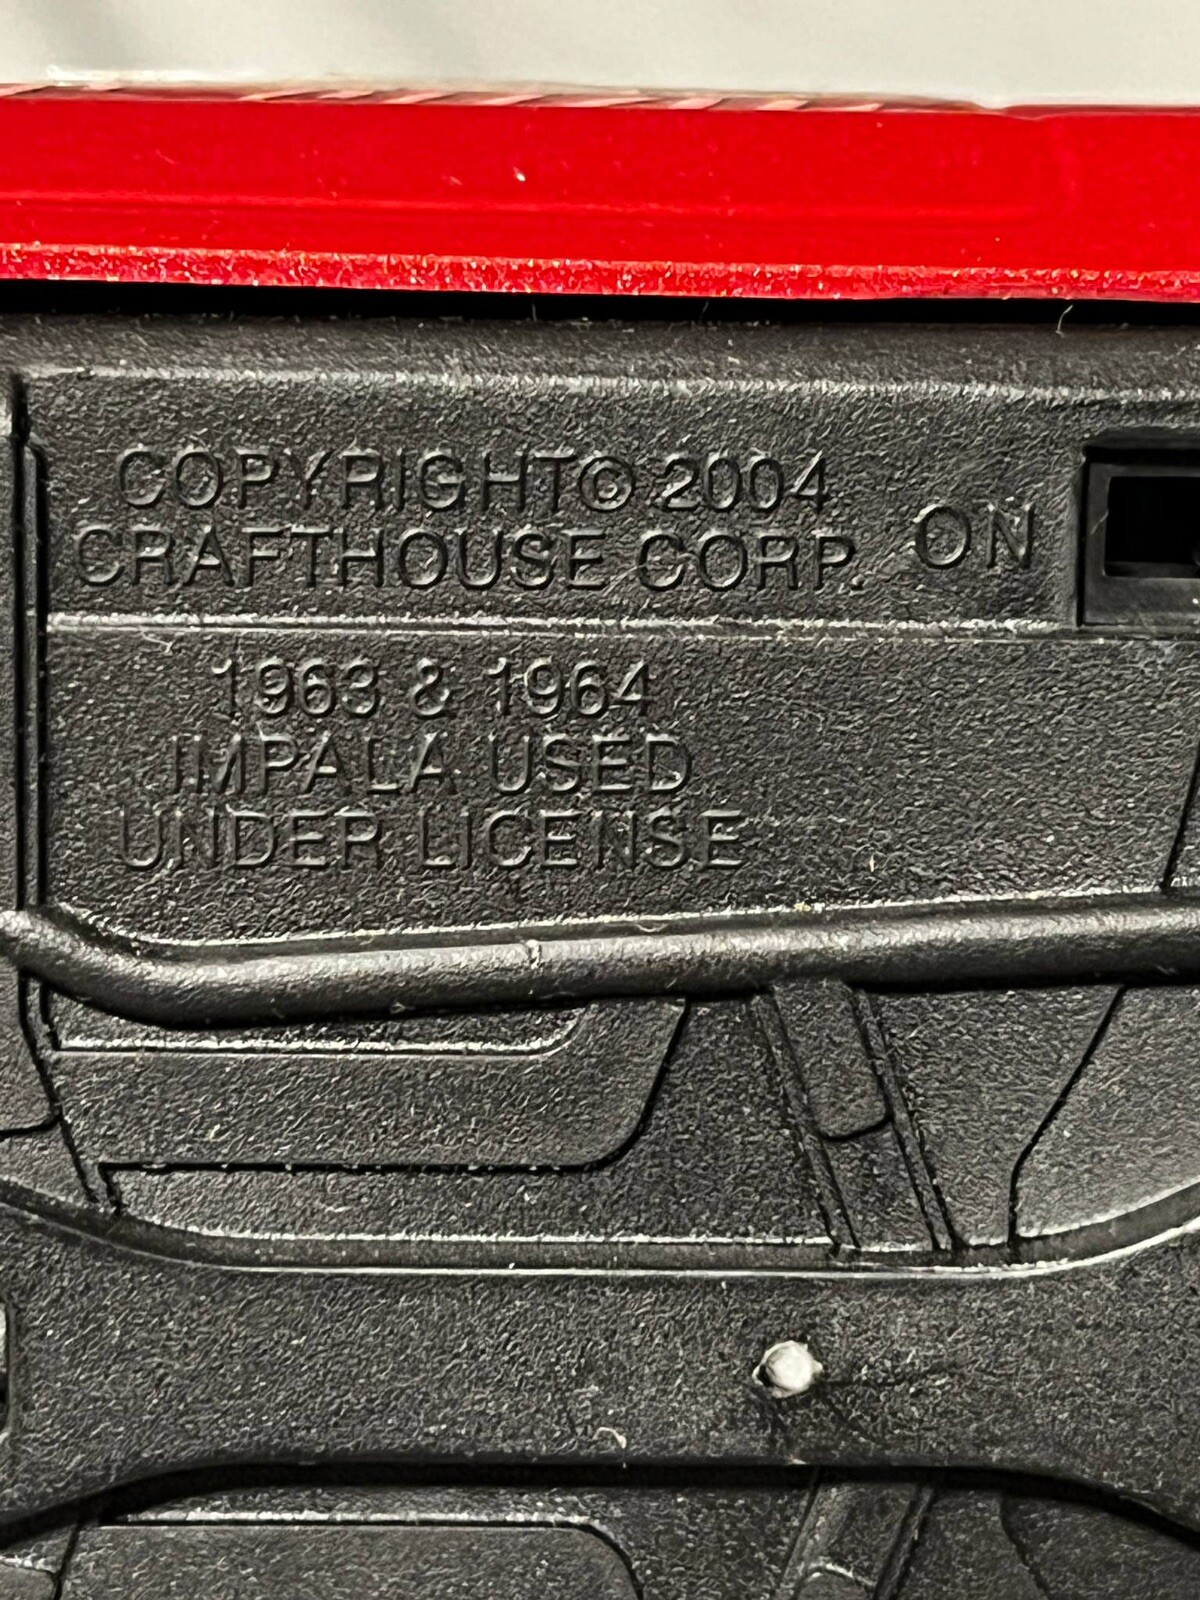 COPYRIGHT© 2004
CRAFTHOUSE CORP.
ON
1963 & 1964
IMPALA USED
UNDER LICENSE